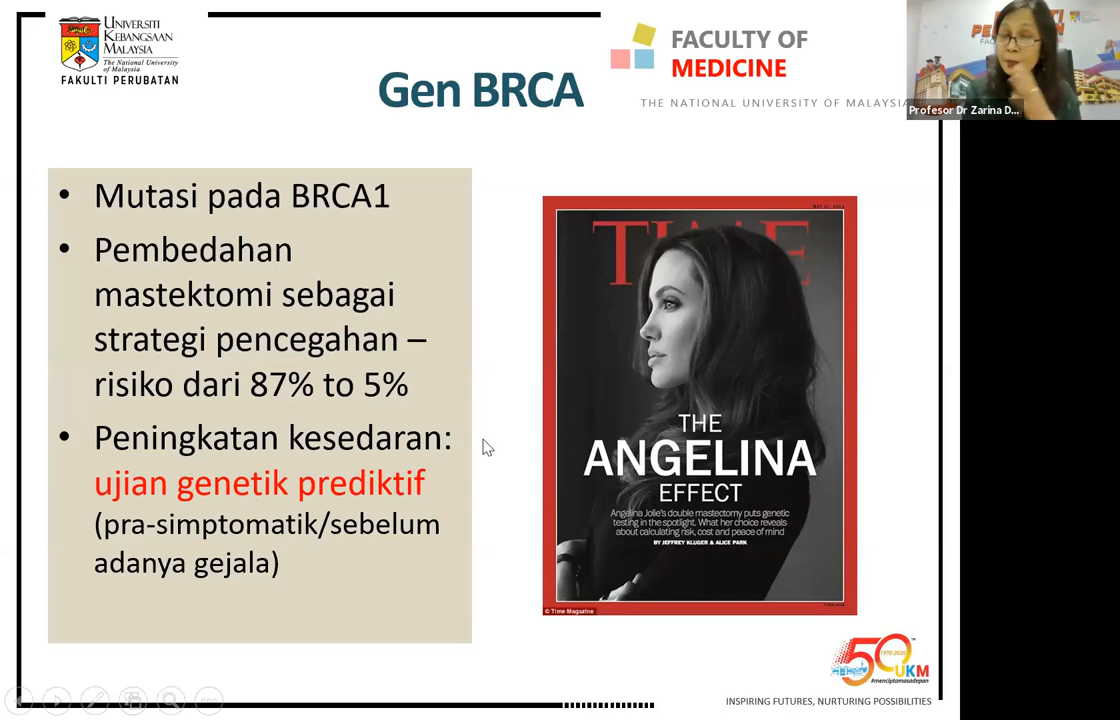 UNIVERSITI
KEBANGSAAN
MALAYSIA
The National University
of Malaysia
FAKULTI PERUBATAN
Gen BRCA
FACULTY OF
MEDICINE
THE NATIONAL UNIVERSITY OF MALAYSIA
Profesor Dr Zarina D...
• Mutasi pada BRCA1
• Pembedahan
mastektomi sebagai
strategi pencegahan –
risiko dari 87% to 5%
• Peningkatan kesedaran:
ujian genetik prediktif
(pra-simptomatik/sebelum
adanya gejala)
TIME
THE
ANGELINA
EFFECT
Angelina Jolie's double mastectomy puts genetic
testing in the spotlight. What her choice reveals
about calculating risk, cost and peace of mind
BY JEFFREY KLUGER & ALICE PARK
© Time Magazine
50
1970-2020
UKM
#menciptamasadepan
INSPIRING FUTURES, NURTURING POSSIBILITIES